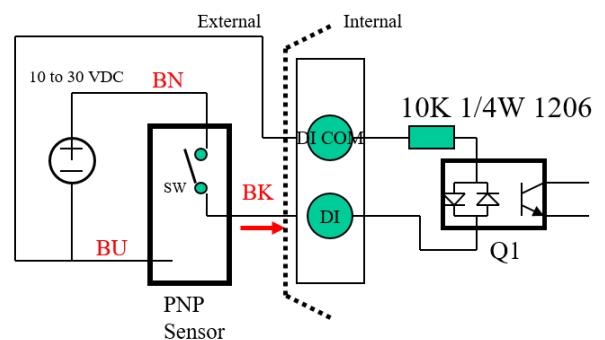 External
Internal
10 to 30 VDC
BN
10K 1/4W 1206
DI COM
SW
BK
DI
BU
Q1
PNP
Sensor